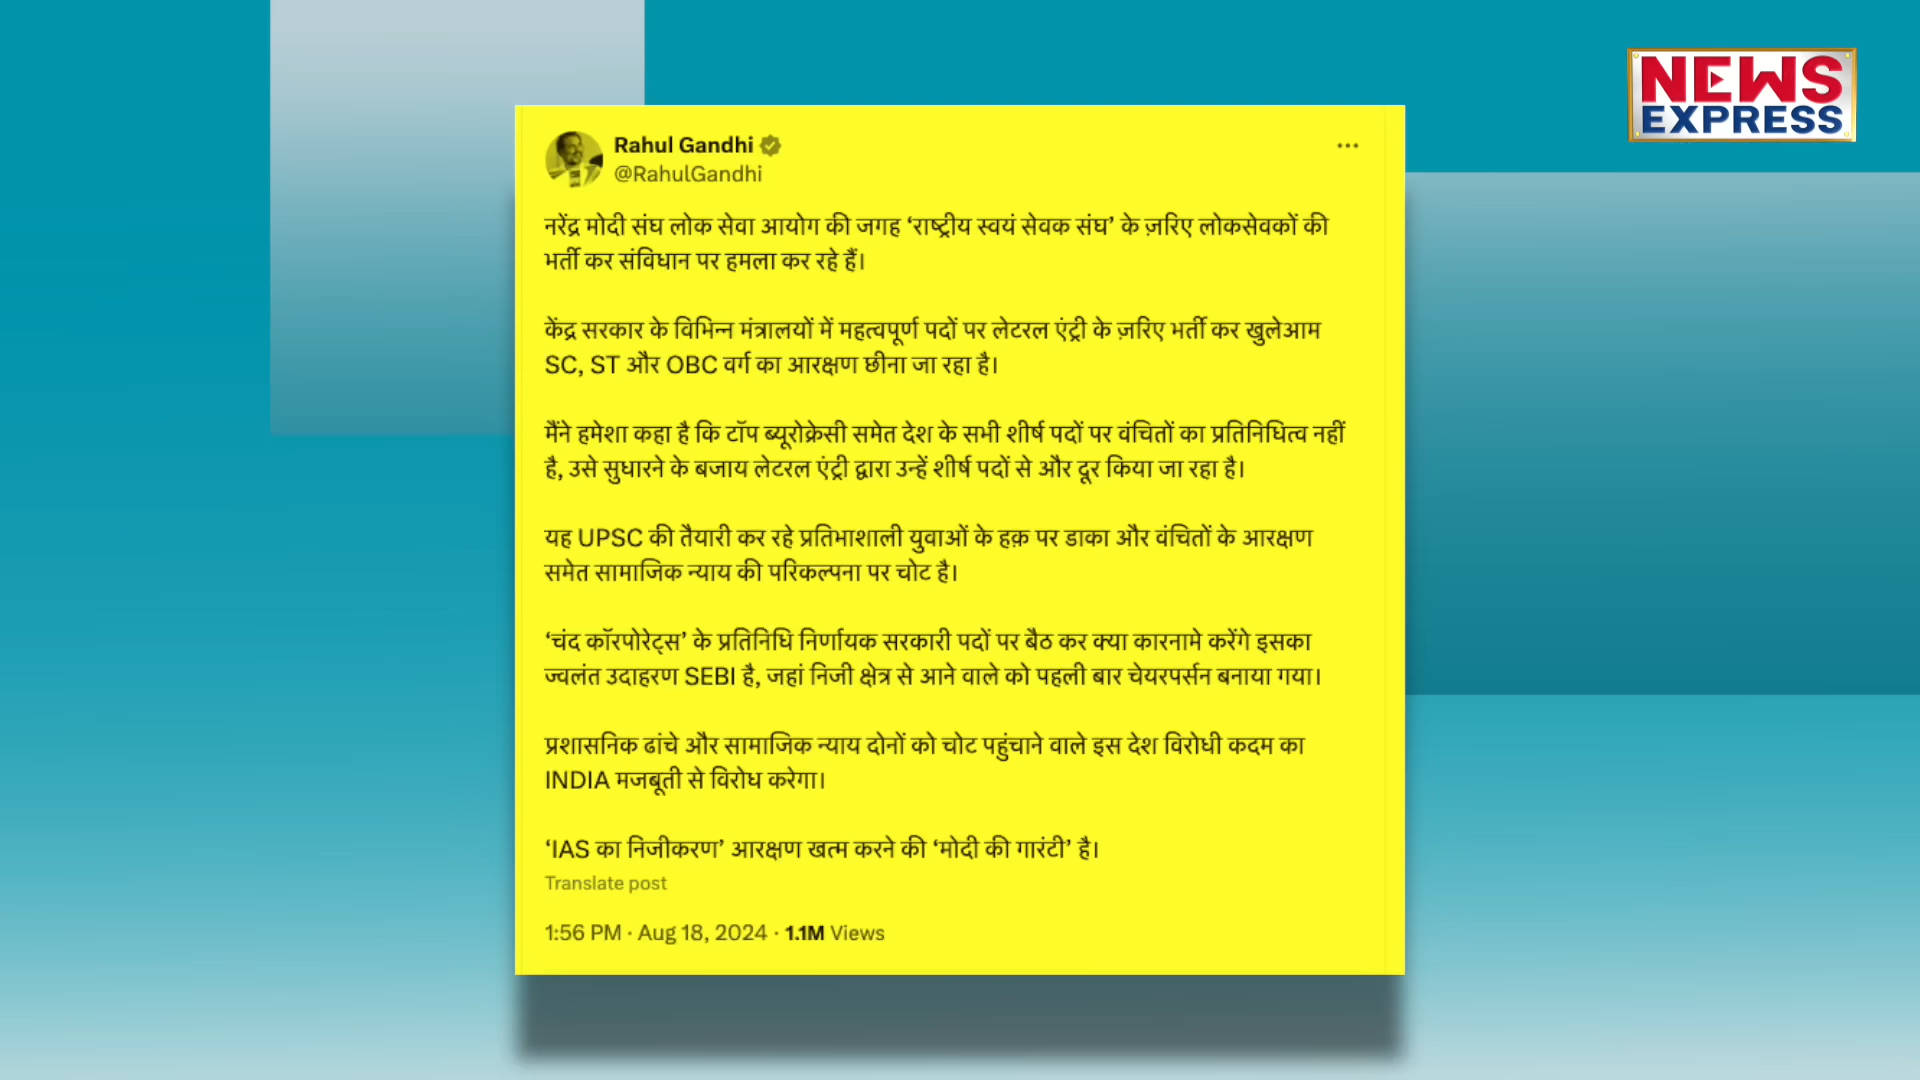 NEWS
EXPRESS
Rahul Gandhi
@RahulGandhi
नरेंद्र मोदी संघ लोक सेवा आयोग की जगह ‘राष्ट्रीय स्वयं सेवक संघ’ के ज़रिए लोकसेवकों की
भर्ती कर संविधान पर हमला कर रहे हैं।
केंद्र सरकार के विभिन्न मंत्रालयों में महत्वपूर्ण पदों पर लेटरल एंट्री के ज़रिए भर्ती कर खुलेआम
SC, ST और OBC वर्ग का आरक्षण छीना जा रहा है।
मैंने हमेशा कहा है कि टॉप ब्यूरोक्रेसी समेत देश के सभी शीर्ष पदों पर वंचितों का प्रतिनिधित्व नहीं
है, उसे सुधारने के बजाय लेटरल एंट्री द्वारा उन्हें शीर्ष पदों से और दूर किया जा रहा है।
यह UPSC की तैयारी कर रहे प्रतिभाशाली युवाओं के हक़ पर डाका और वंचितों के आरक्षण
समेत सामाजिक न्याय की परिकल्पना पर चोट है।
‘चंद कॉरपोरेट्स’ के प्रतिनिधि निर्णायक सरकारी पदों पर बैठ कर क्या कारनामे करेंगे इसका
ज्वलंत उदाहरण SEBI है, जहां निजी क्षेत्र से आने वाले को पहली बार चेयरपर्सन बनाया गया।
प्रशासनिक ढांचे और सामाजिक न्याय दोनों को चोट पहुंचाने वाले इस देश विरोधी कदम का
INDIA मजबूती से विरोध करेगा।
‘IAS का निजीकरण’ आरक्षण खत्म करने की ‘मोदी की गारंटी’ है।
Translate post
1:56 PM · Aug 18, 2024 · 1.1M Views